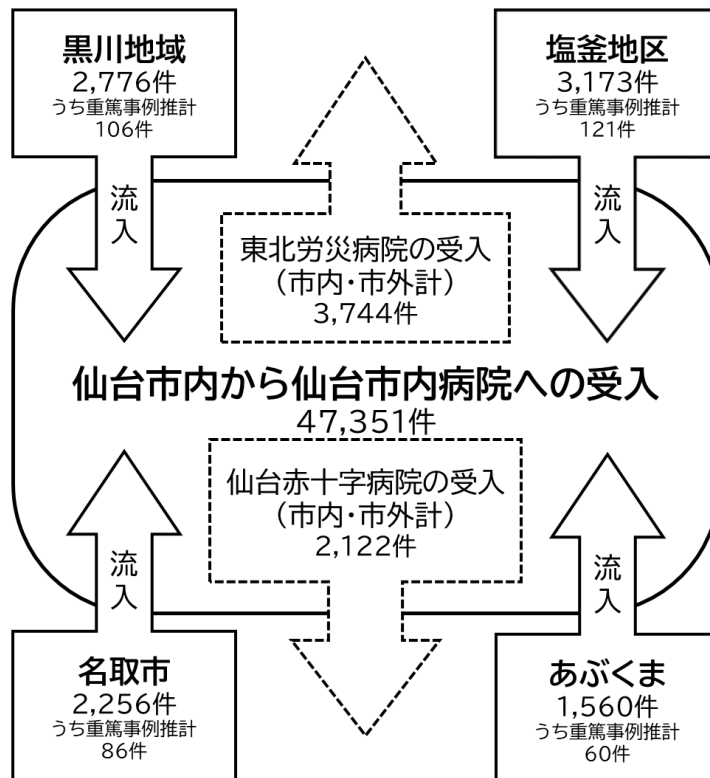 黒川地域
2,776件
うち重篤事例推計
106件
塩釜地区
3,173件
うち重篤事例推計
121件
流入
流入
東北労災病院の受入
(市内・市外計)
3,744件
仙台市内から仙台市内病院への受入
47,351件
仙台赤十字病院の受入
(市内・市外計)
2,122件
流入
流入
名取市
2,256件
うち重篤事例推計
86件
あぶくま
1,560件
うち重篤事例推計
60件